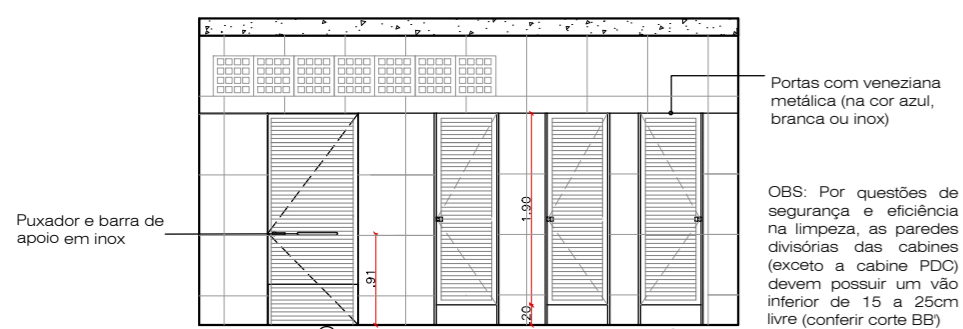 Portas com veneziana
metálica (na cor azul,
branca ou inox)
Puxador e barra de
apoio em inox
OBS: Por questões de
segurança e eficiência
na limpeza, as paredes
divisórias das cabines
(exceto a cabine PDC)
devem possuir um vão
inferior de 15 a 25cm
livre (conferir corte BB')
1.90
.91
.20